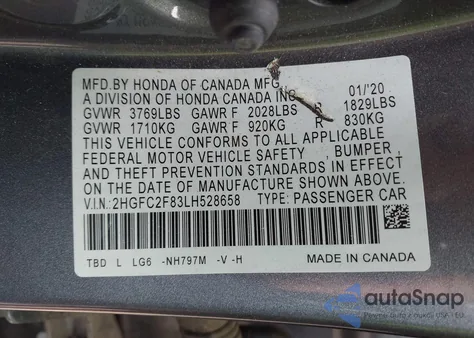 MFD.BY HONDA OF CANADA MFG.
A DIVISION OF HONDA CANADA INC. 01/'20
GVWR 3769LBS GAWR F 2028LBS R 1829LBS
GVWR 1710KG GAWR F 920KG R 830KG
THIS VEHICLE CONFORMS TO ALL APPLICABLE
FEDERAL MOTOR VEHICLE SAFETY , BUMPER ,
AND THEFT PREVENTION STANDARDS IN EFFECT
ON THE DATE OF MANUFACTURE SHOWN ABOVE.
V.I.N.: 2HGFC2F83LH528658 TYPE: PASSENGER CAR
TBD L LG6 -NH797M -V -H MADE IN CANADA
autoSnap